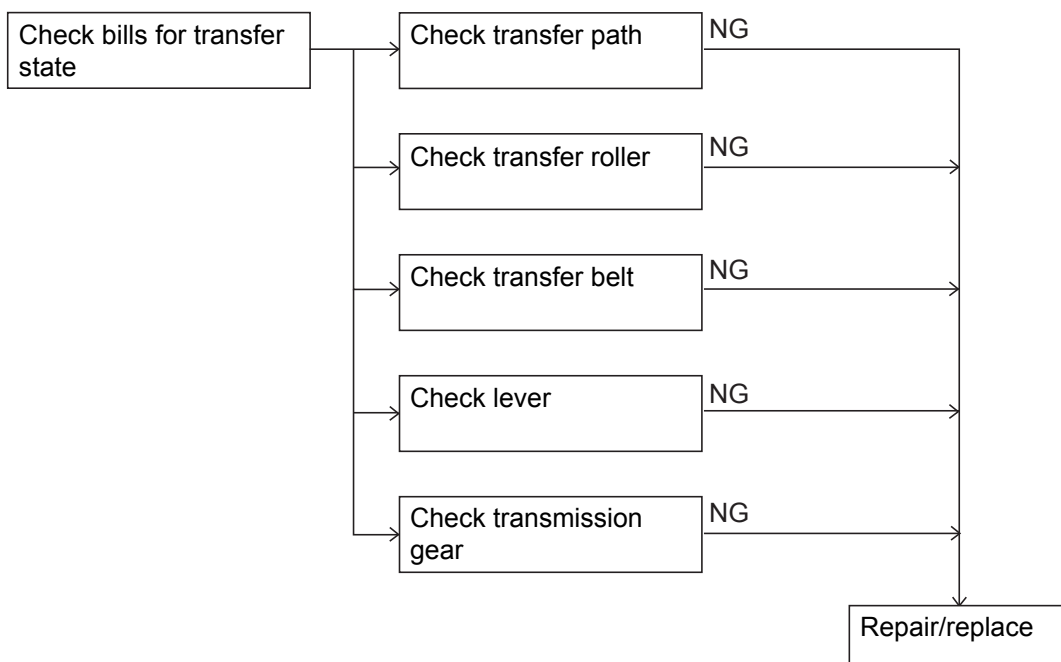 Check bills for transfer
state
Check transfer path
NG
Check transfer roller
NG
Check transfer belt
NG
Check lever
NG
Check transmission
gear
NG
Repair/replace